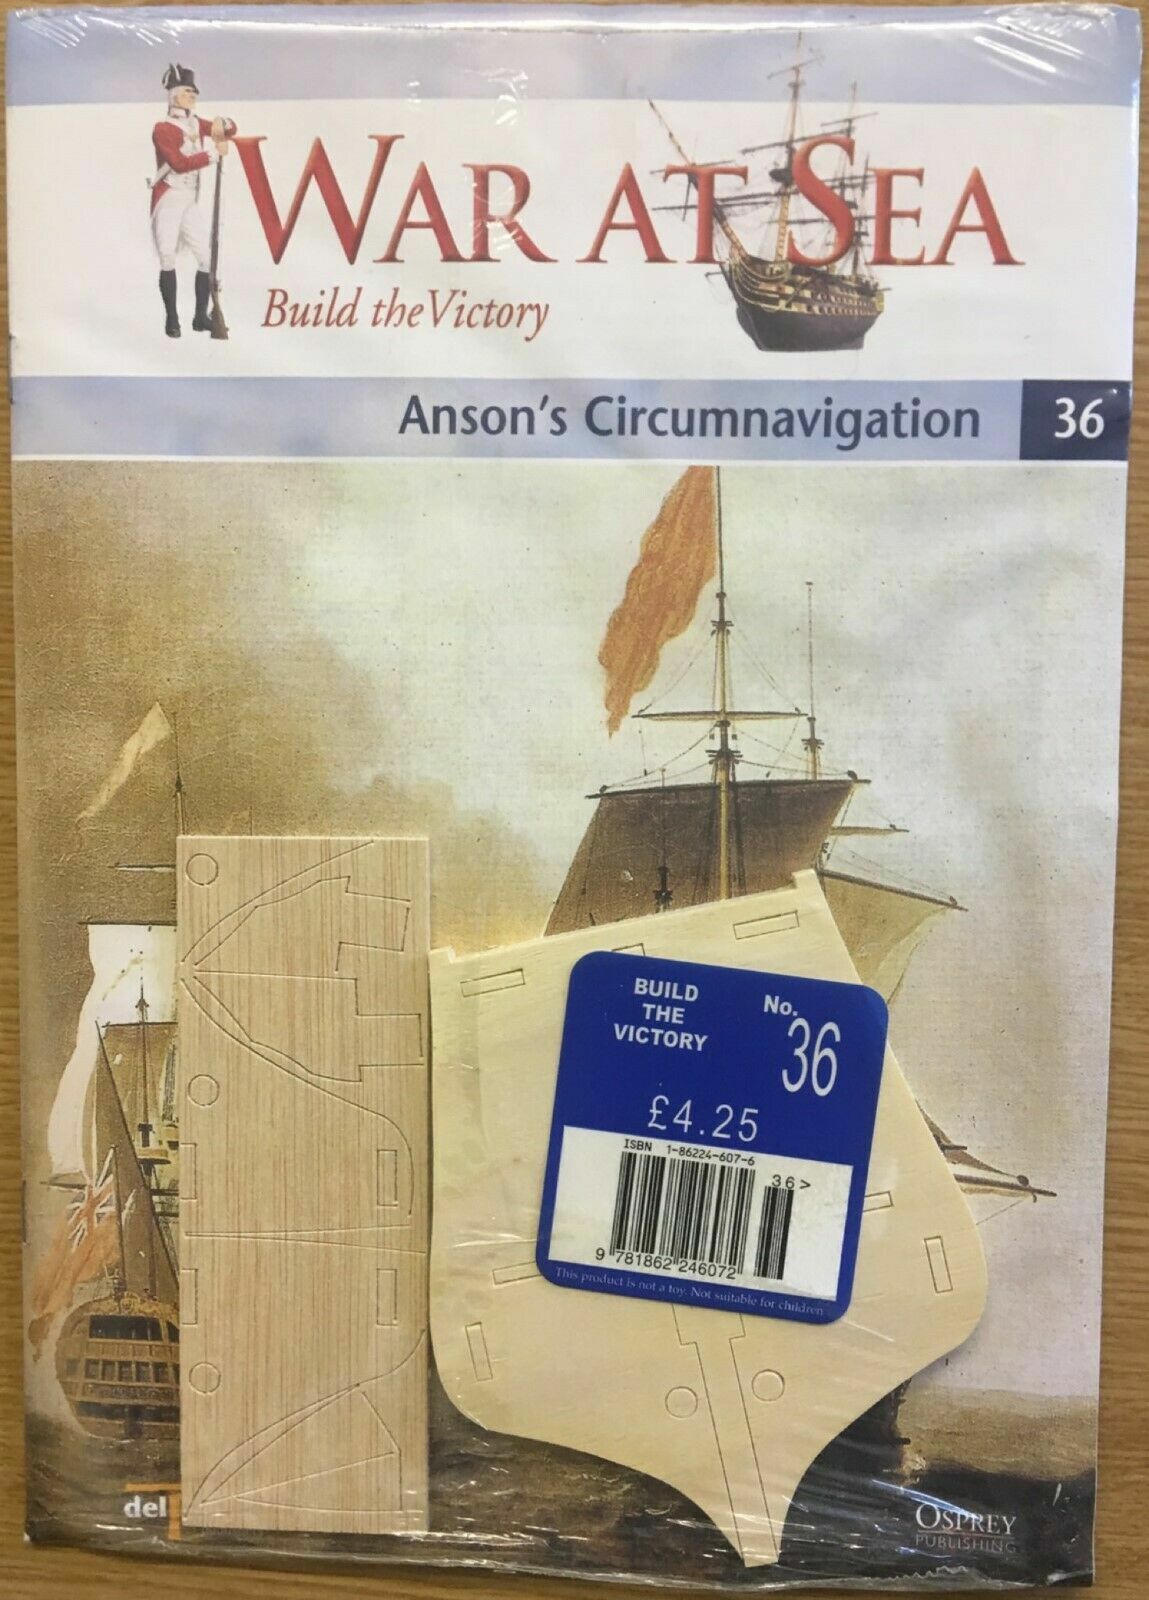 WAR AT SEA
Build the Victory
Anson's Circumnavigation 36
BUILD THE VICTORY
No. 36
£4.25
ISBN 1-86224-607-6
36>
9 781862 246072
This product is not a toy. Not suitable for children
del
OSPREY
PUBLISHING